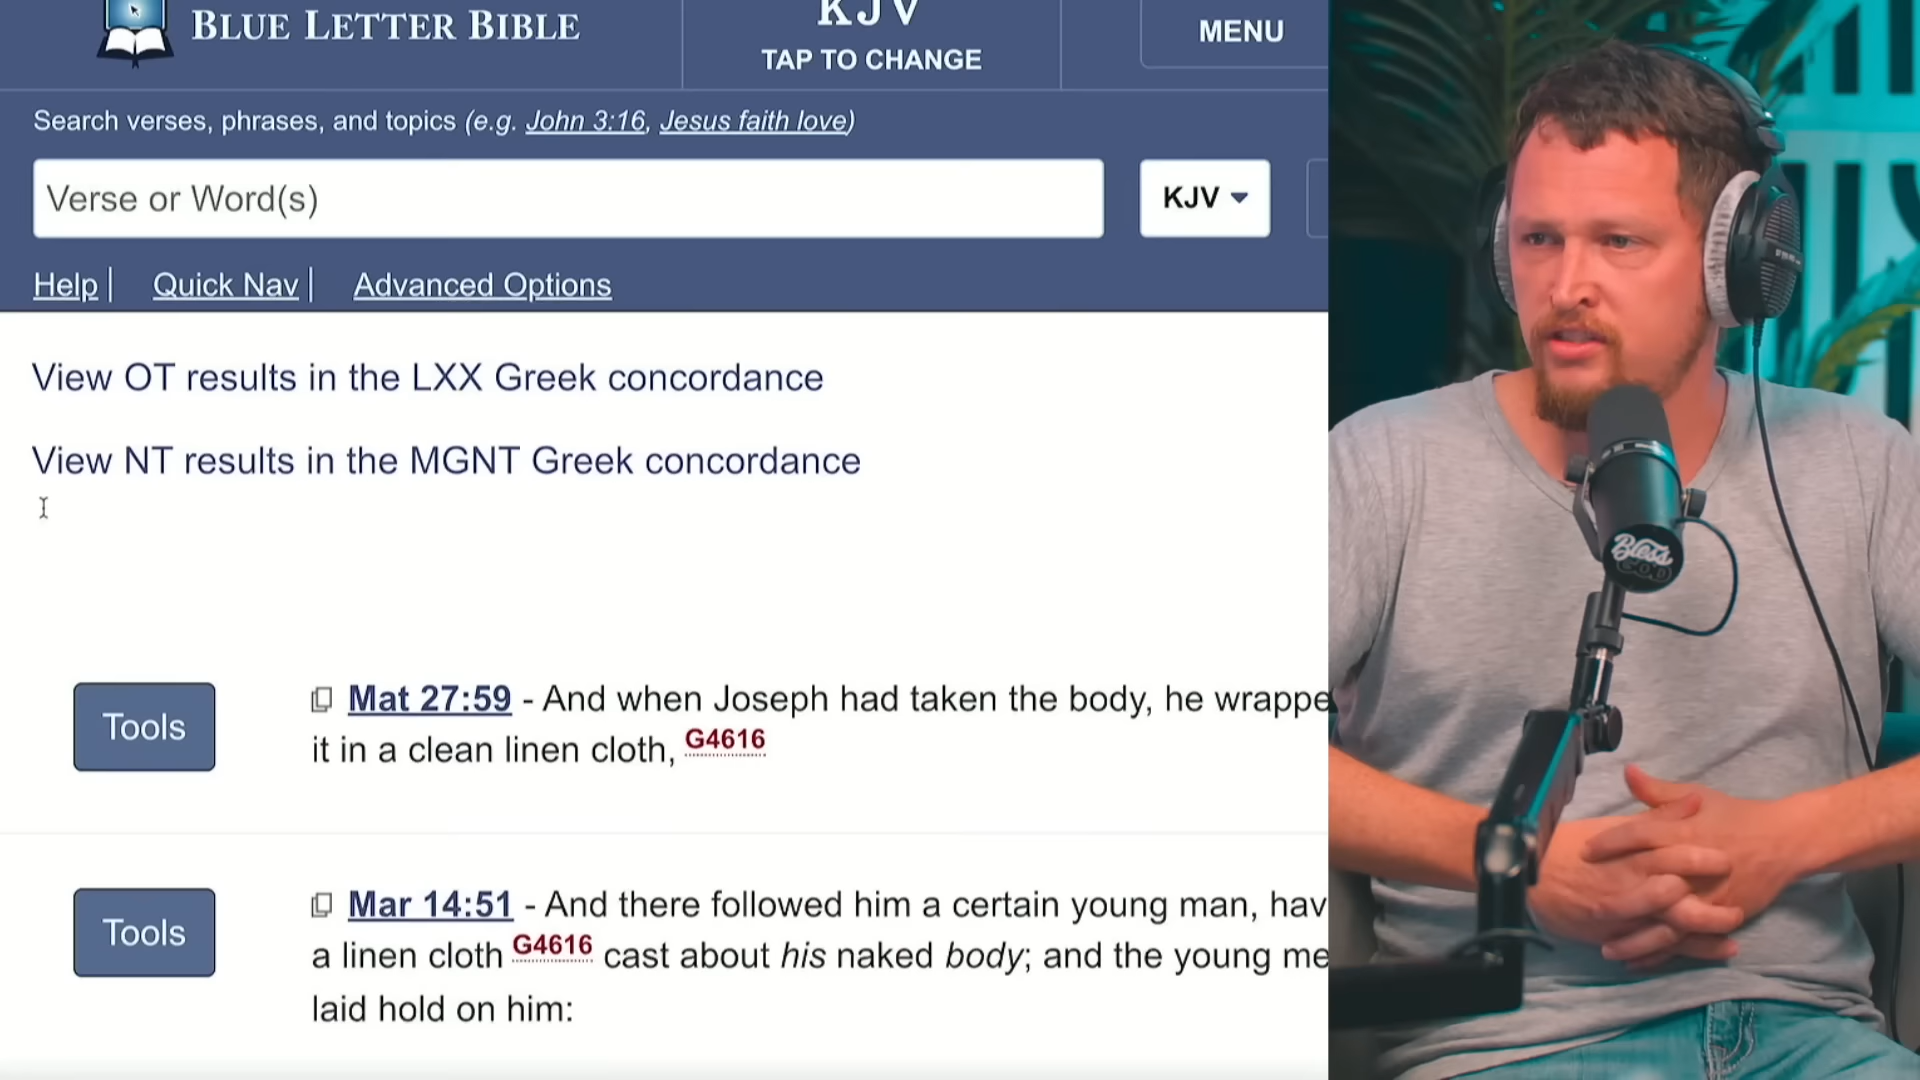 BLUE LETTER BIBLE
KJV
TAP TO CHANGE
MENU
Search verses, phrases, and topics (e.g. John 3:16, Jesus faith love)
Verse or Word(s)
KJV
Help | Quick Nav | Advanced Options
View OT results in the LXX Greek concordance
View NT results in the MGNT Greek concordance
Tools
Mat 27:59 - And when Joseph had taken the body, he wrappe
it in a clean linen cloth, G4616
Tools
Mar 14:51 - And there followed him a certain young man, hav
a linen cloth G4616 cast about his naked body; and the young me
laid hold on him:
Bless
GOD